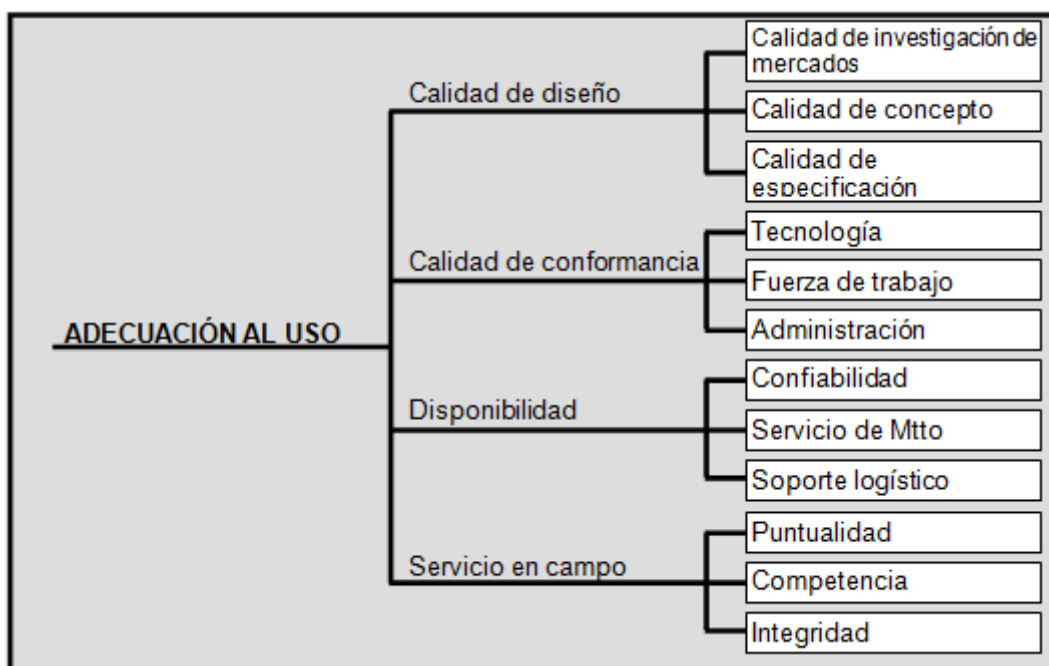 ADECUACIÓN AL USO
Calidad de diseño
Calidad de investigación de
mercados
Calidad de concepto
Calidad de
especificación
Calidad de conformancia
Tecnología
Fuerza de trabajo
Administración
Disponibilidad
Confiabilidad
Servicio de Mtto
Soporte logístico
Servicio en campo
Puntualidad
Competencia
Integridad